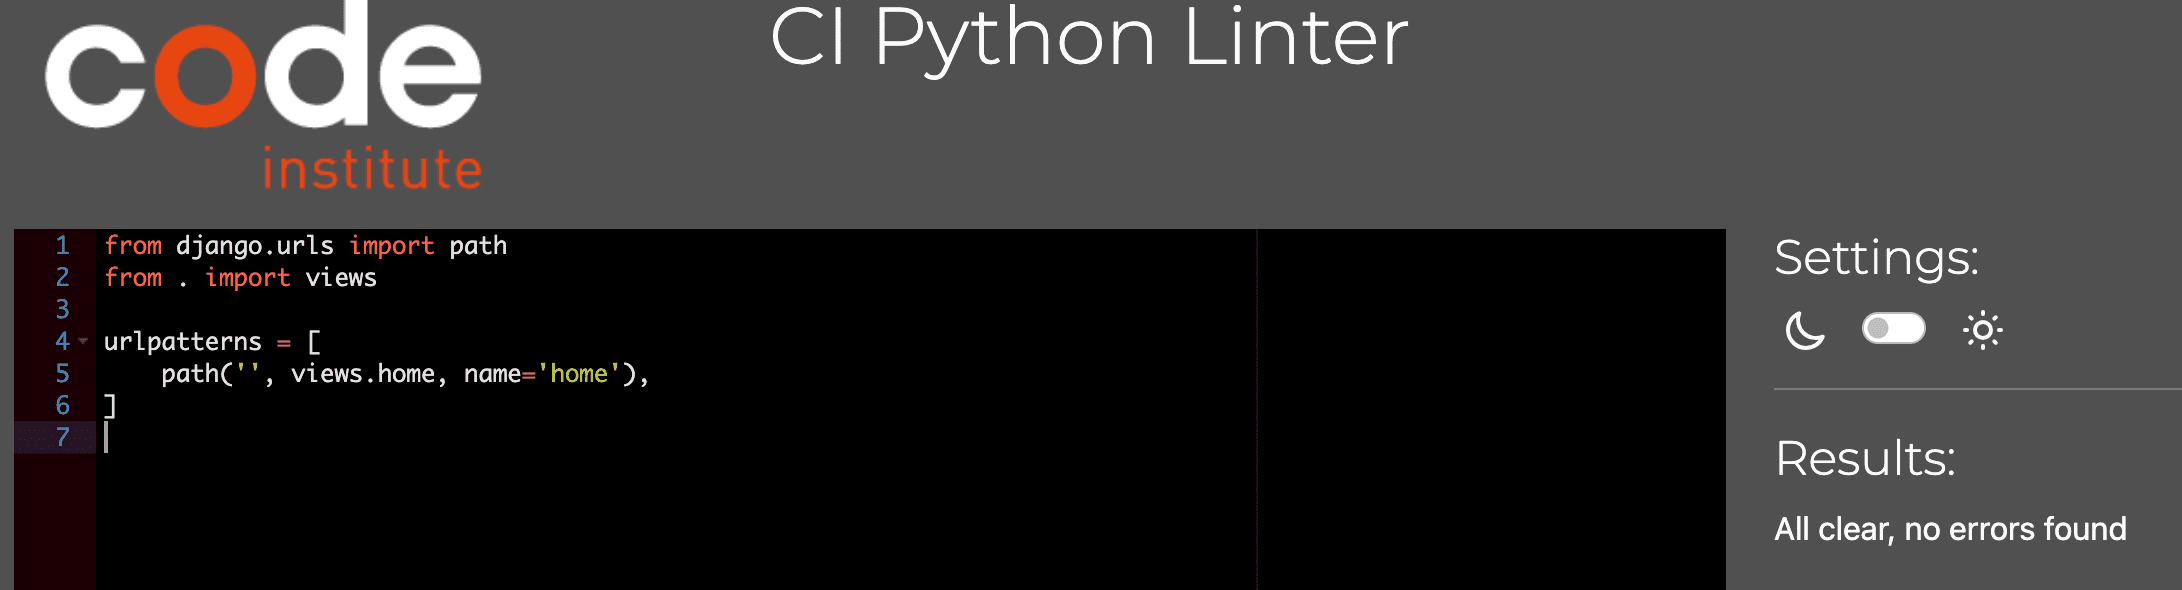 code
institute
CI Python Linter
1 from django.urls import path
2 from . import views
3
4 urlpatterns = [
5     path('', views.home, name='home'),
6 ]
7
Settings:
Results:
All clear, no errors found